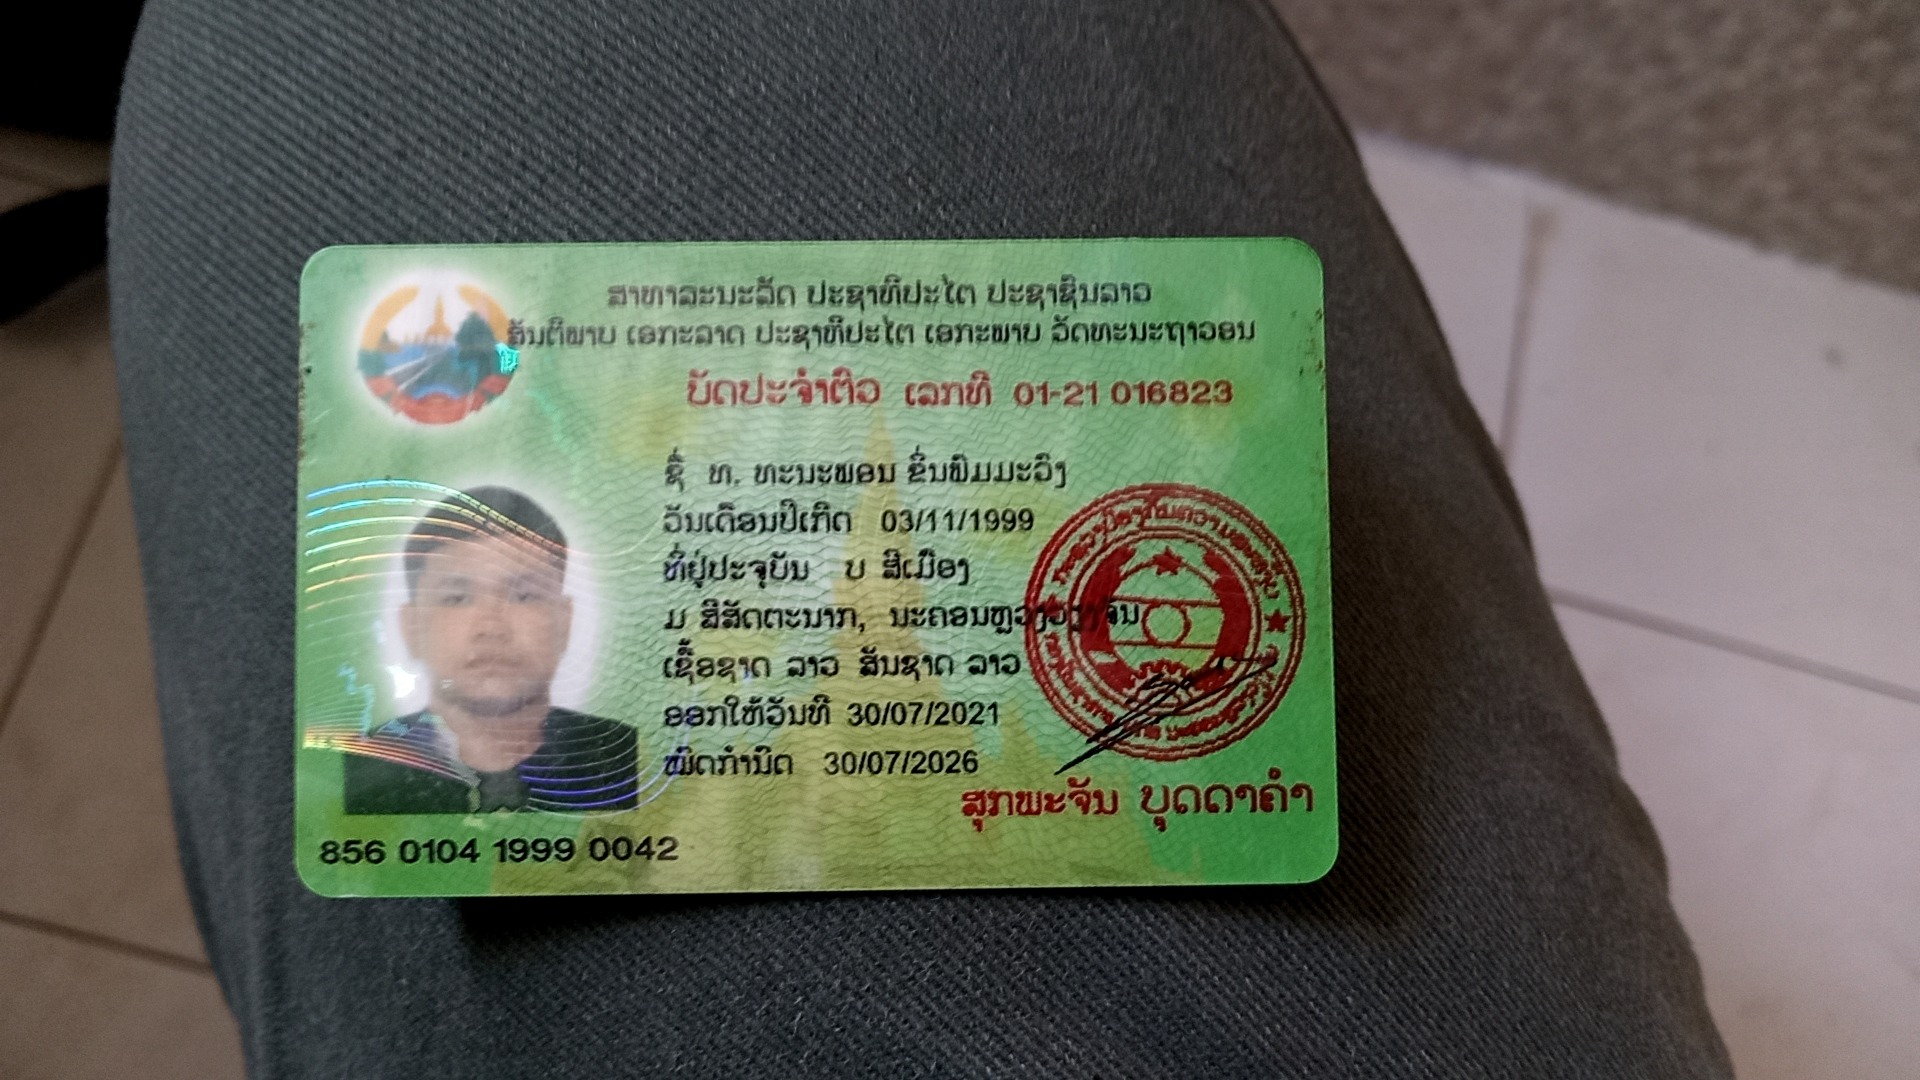 ສາທາລະນະລັດ ປະຊາທິປະໄຕ ປະຊາຊົນລາວ
ສັນຕິພາບ ເອກະລາດ ປະຊາທິປະໄຕ ເອກະພາບ ວັດທະນະຖາວອນ
ບັດປະຈຳຕົວ ເລກທີ 01-21 016823
ຊື່ ທ. ທະນະພອນ ຂິ່ນພິມມະວົງ
ວັນເດືອນປີເກີດ 03/11/1999
ທີ່ຢູ່ປະຈຸບັນ ບ ສີເມືອງ
ມ ສີສັດຕະນາກ, ນະຄອນຫຼວງວຽງຈັນ
ເຊື້ອຊາດ ລາວ ສັນຊາດ ລາວ
ອອກໃຫ້ວັນທີ 30/07/2021
ໝົດກຳນົດ 30/07/2026
ສຸກພະຈັນ ບຸດດາຄຳ
856 0104 1999 0042